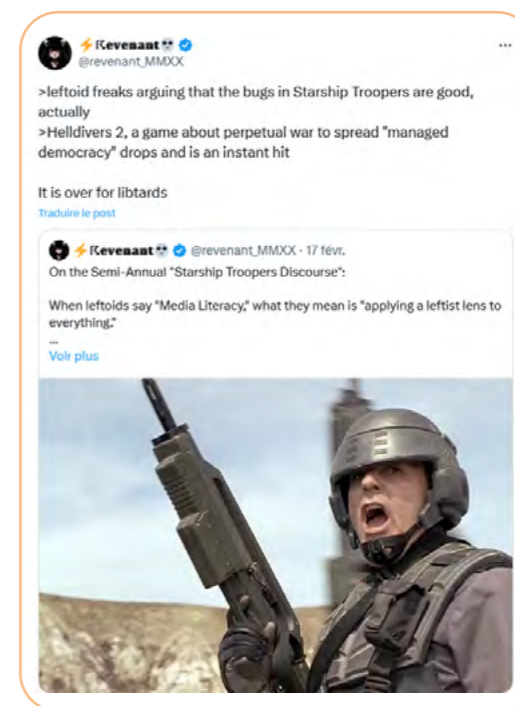 ⚡𝕽𝖊𝖛𝖊𝖓𝖆𝖓𝖙💀
@revenant_MMXX
>leftoid freaks arguing that the bugs in Starship Troopers are good,
actually
>Helldivers 2, a game about perpetual war to spread "managed
democracy" drops and is an instant hit
It is over for libtards
Traduire le post
⚡𝕽𝖊𝖛𝖊𝖓𝖆𝖓𝖙💀 @revenant_MMXX · 17 févr.
On the Semi-Annual "Starship Troopers Discourse":
When leftoids say "Media Literacy," what they mean is "applying a leftist lens to
everything."
...
Voir plus